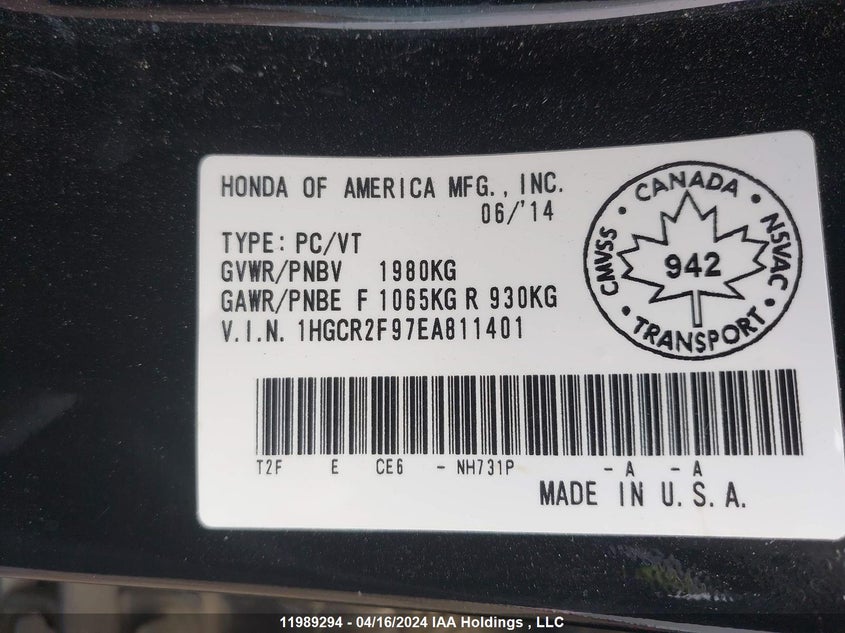 HONDA OF AMERICA MFG., INC.
06/'14
TYPE: PC/VT
GVWR/PNBV 1980KG
GAWR/PNBE F 1065KG R 930KG
V.I.N. 1HGCR2F97EA811401
CANADA
CMVSS
NSVAC
942
TRANSPORT
T2F E CE6 - NH731P - A - A
MADE IN U.S.A.
11989294 - 04/16/2024 IAA Holdings , LLC